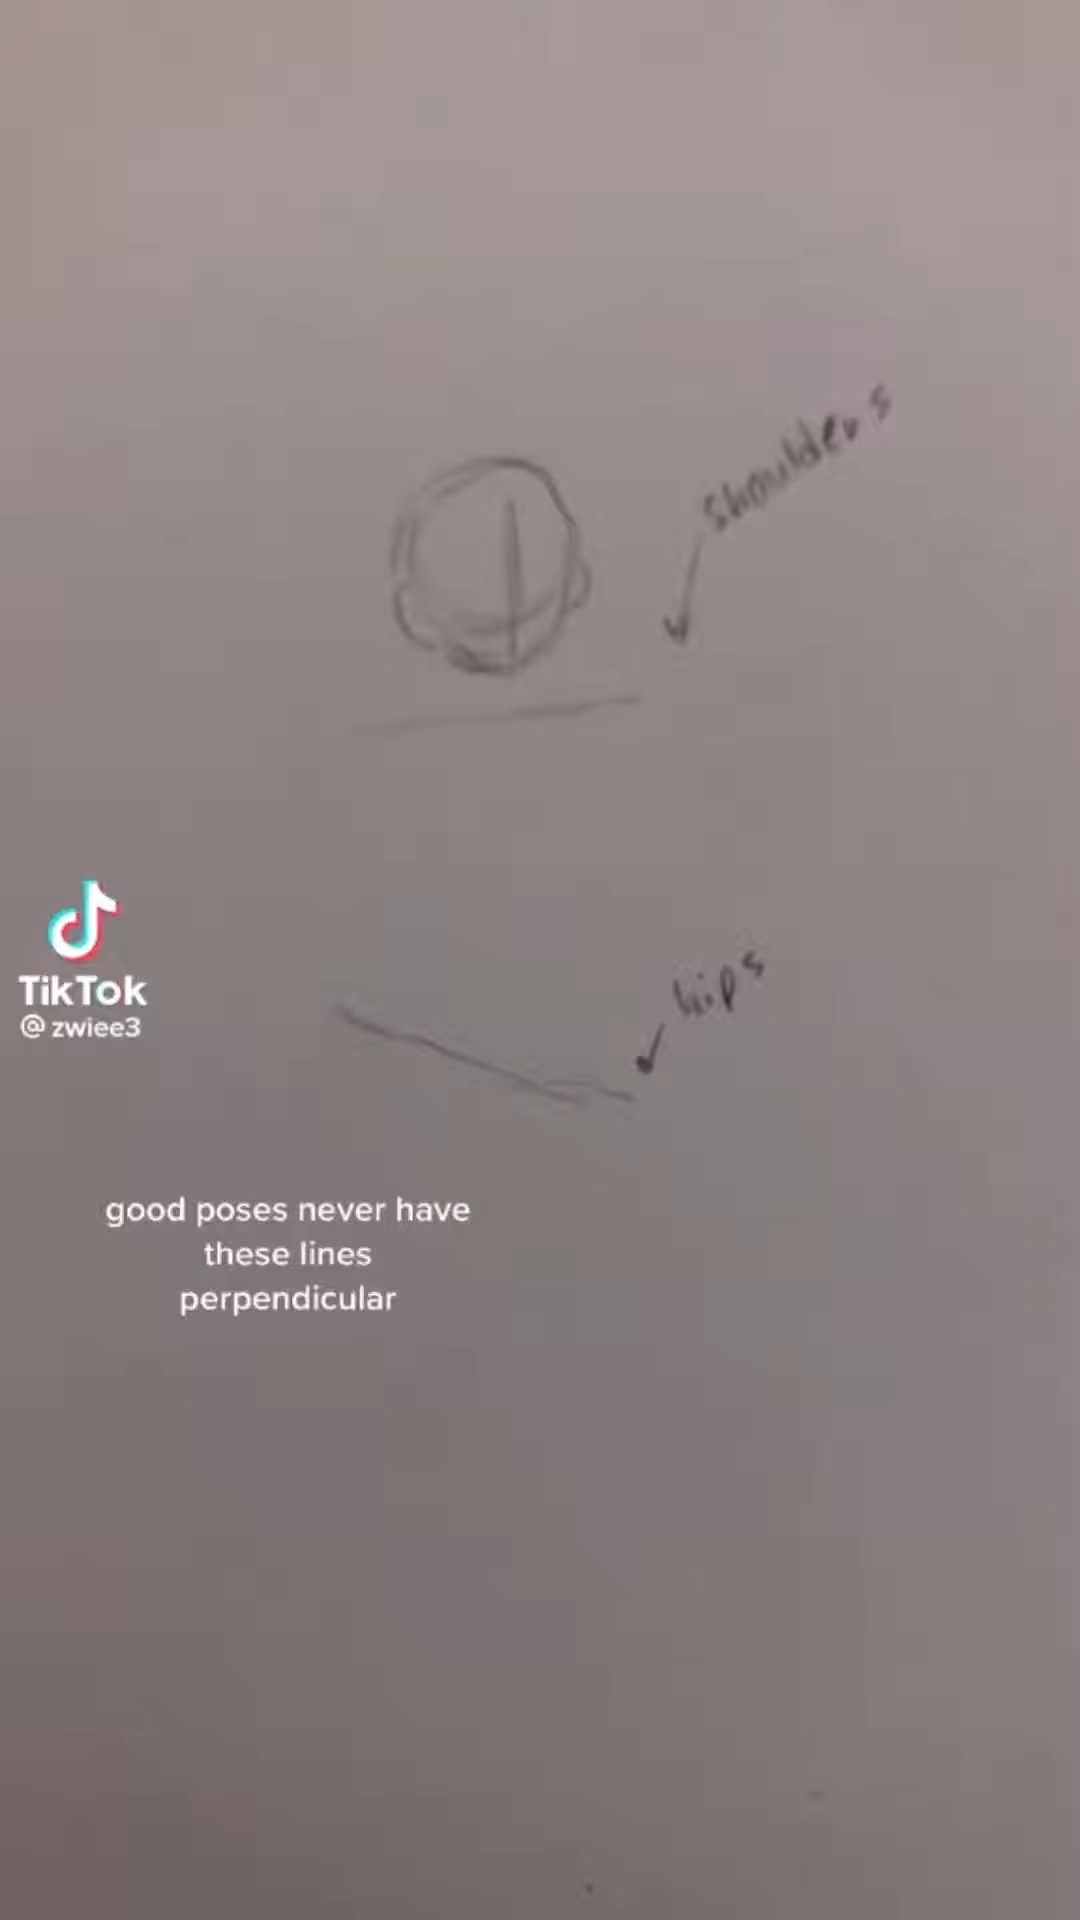 shoulders
TikTok
@ zwiee3
hips
good poses never have
these lines
perpendicular